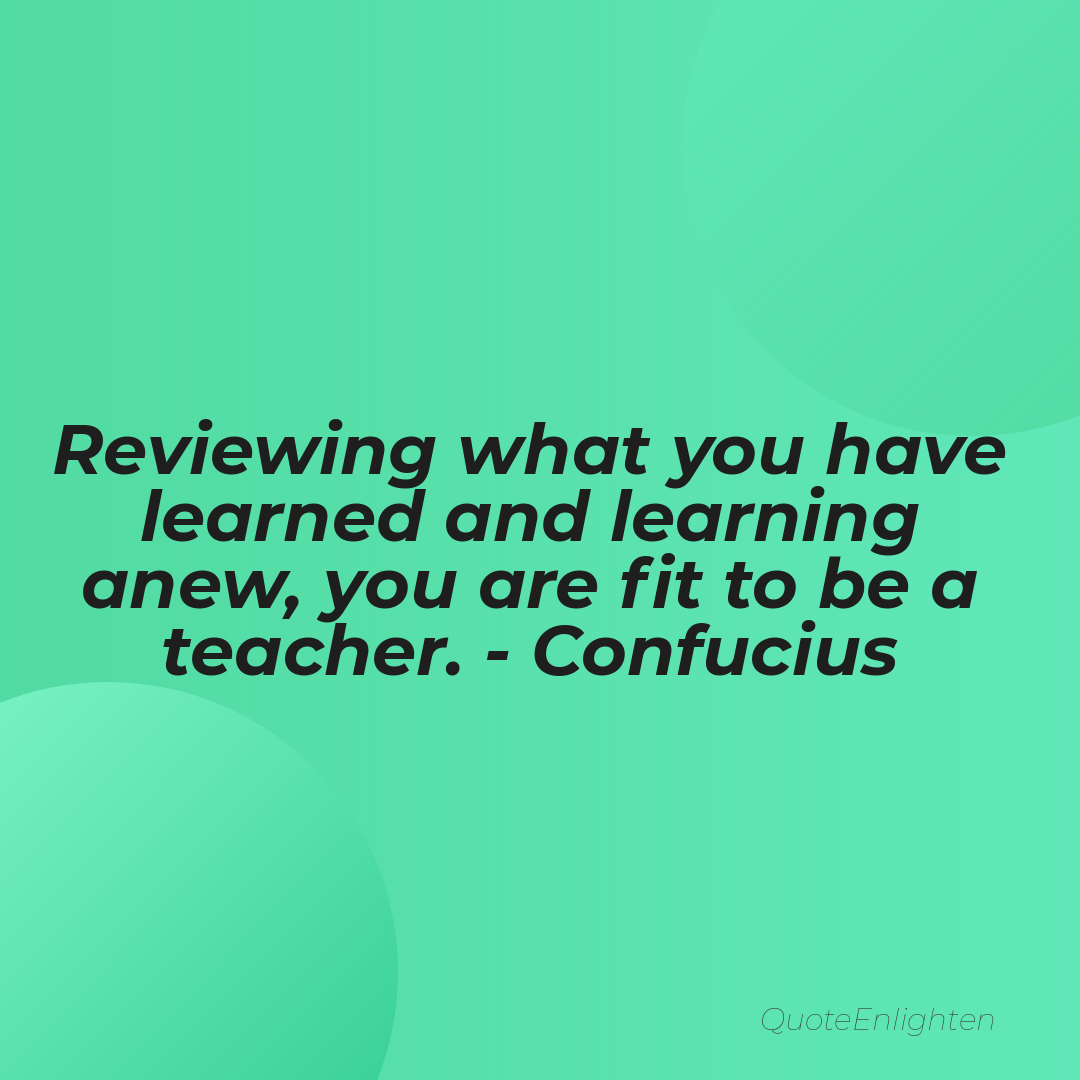 Reviewing what you have
learned and learning
anew, you are fit to be a
teacher. - Confucius
QuoteEnlighten